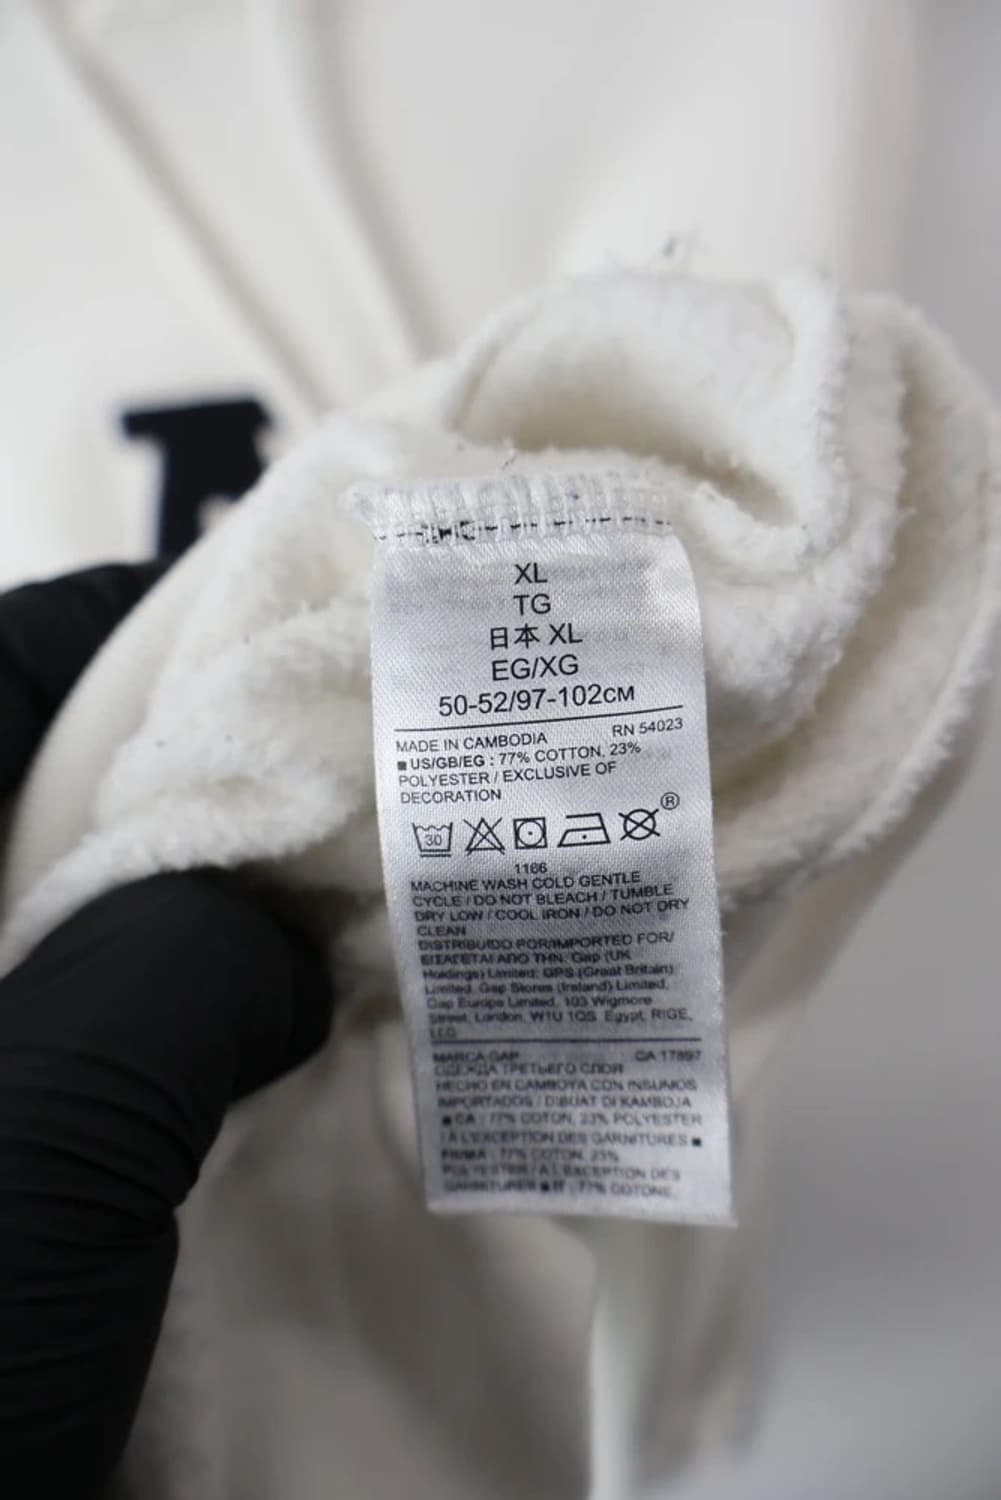 XL
TG
日本 XL
EG/XG
50-52/97-102CM
MADE IN CAMBODIA RN 54023
US/GB/EG : 77% COTTON, 23%
POLYESTER / EXCLUSIVE OF
DECORATION
30 ®
1166
MACHINE WASH COLD GENTLE
CYCLE / DO NOT BLEACH / TUMBLE
DRY LOW / COOL IRON / DO NOT DRY
CLEAN
DISTRIBUIDO POR/IMPORTED FOR/
ΕΙΣΑΓΕΤΑΙ ΑΠΟ ΤΗΝ: Gap (UK
Holdings) Limited; GPS (Great Britain)
Limited, Gap Stores (Ireland) Limited,
Gap Europe Limited, 103 Wigmore
Street, London, W1U 1QS. Egypt: RIGE,
MARCA GAP CA 17897
ОДЕЖДА ТРЕТЬЕГО СЛОЯ
HECHO EN CAMBOYA CON INSUMOS
IMPORTADOS / DIBUAT DI KAMBOJA
CA : 77% COTON, 23% POLYESTER
/ A L'EXCEPTION DES GARNITURES
: 77% COTON, 23%
POLYESTER / A L'EXCEPTION DES
GARNITURES IT : 77% COTONE,